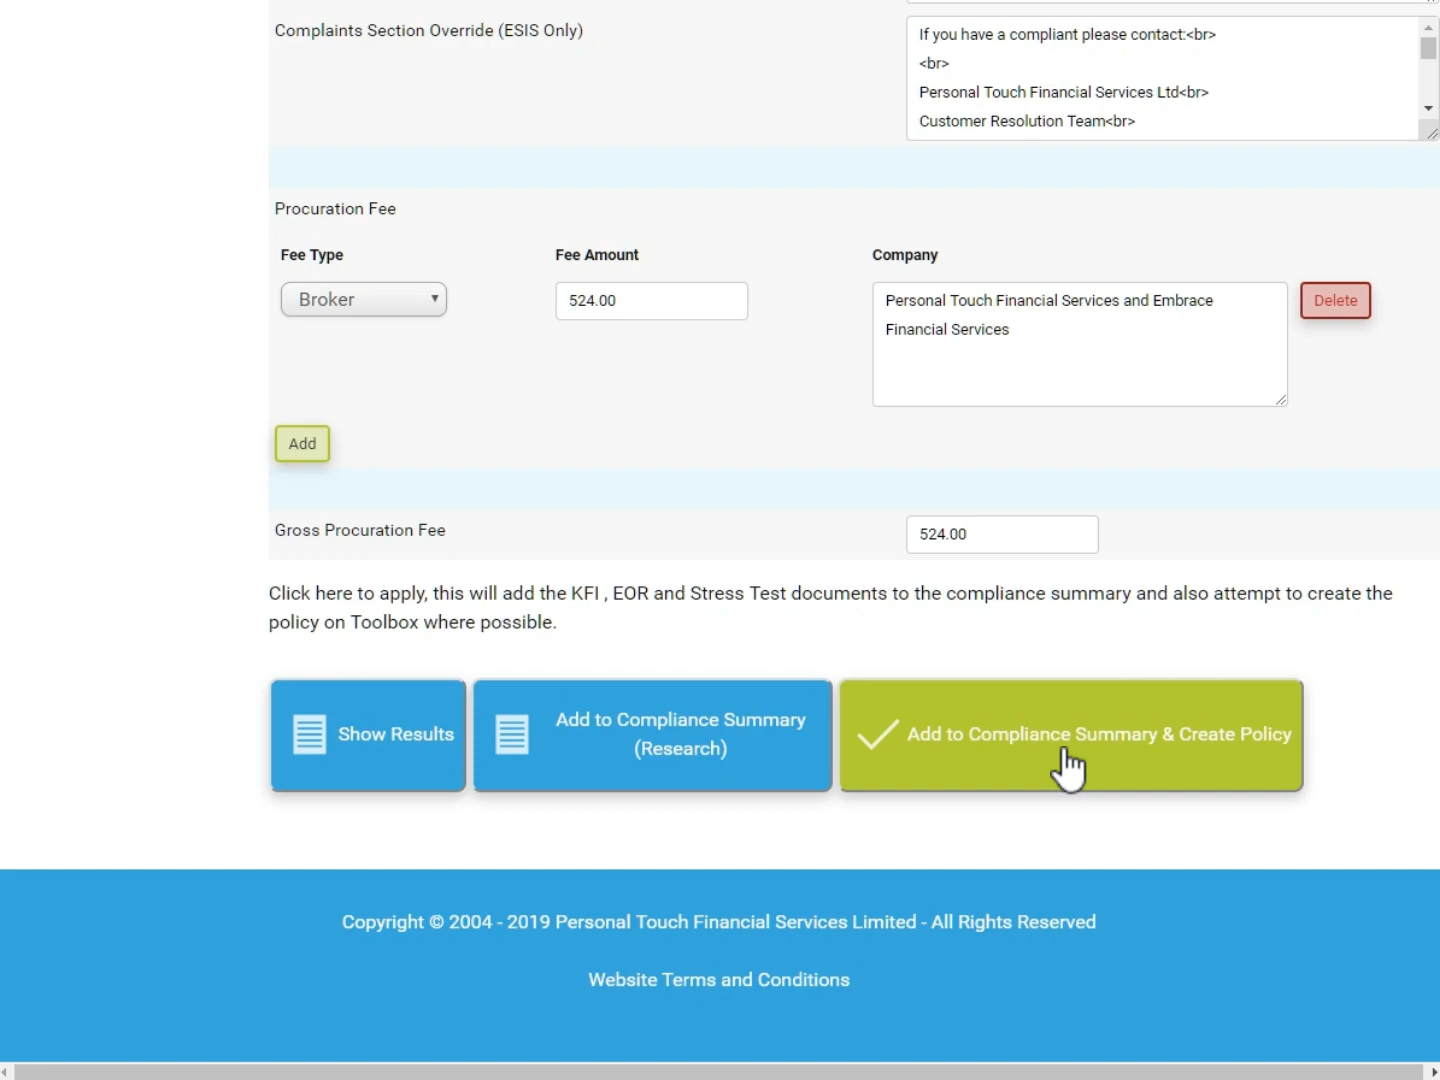 Complaints Section Override (ESIS Only)
If you have a compliant please contact:<br>
<br>
Personal Touch Financial Services Ltd<br>
Customer Resolution Team<br>
Procuration Fee
Fee Type
Fee Amount
Company
Broker
524.00
Personal Touch Financial Services and Embrace
Financial Services
Delete
Add
Gross Procuration Fee
524.00
Click here to apply, this will add the KFI , EOR and Stress Test documents to the compliance summary and also attempt to create the
policy on Toolbox where possible.
Show Results
Add to Compliance Summary
(Research)
Add to Compliance Summary & Create Policy
Copyright © 2004 - 2019 Personal Touch Financial Services Limited - All Rights Reserved
Website Terms and Conditions